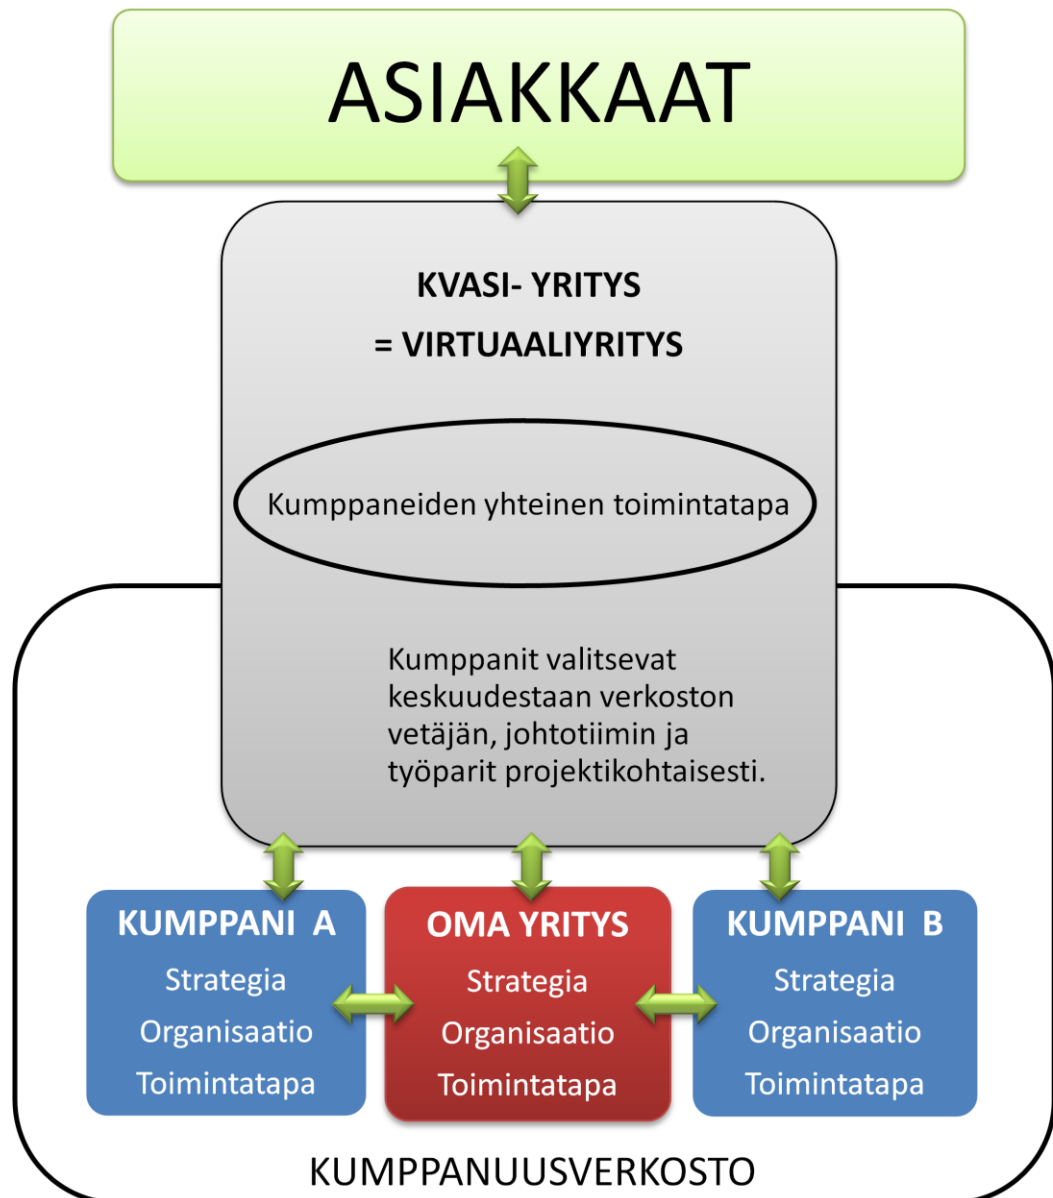 ASIAKKAAT
KVASI- YRITYS
= VIRTUAALIYRITYS
Kumppaneiden yhteinen toimintatapa
Kumppanit valitsevat
keskuudestaan verkoston
vetäjän, johtotiimin ja
työparit projektikohtaisesti.
KUMPPANI A
Strategia
Organisaatio
Toimintatapa
OMA YRITYS
Strategia
Organisaatio
Toimintatapa
KUMPPANI B
Strategia
Organisaatio
Toimintatapa
KUMPPANUUSVERKOSTO